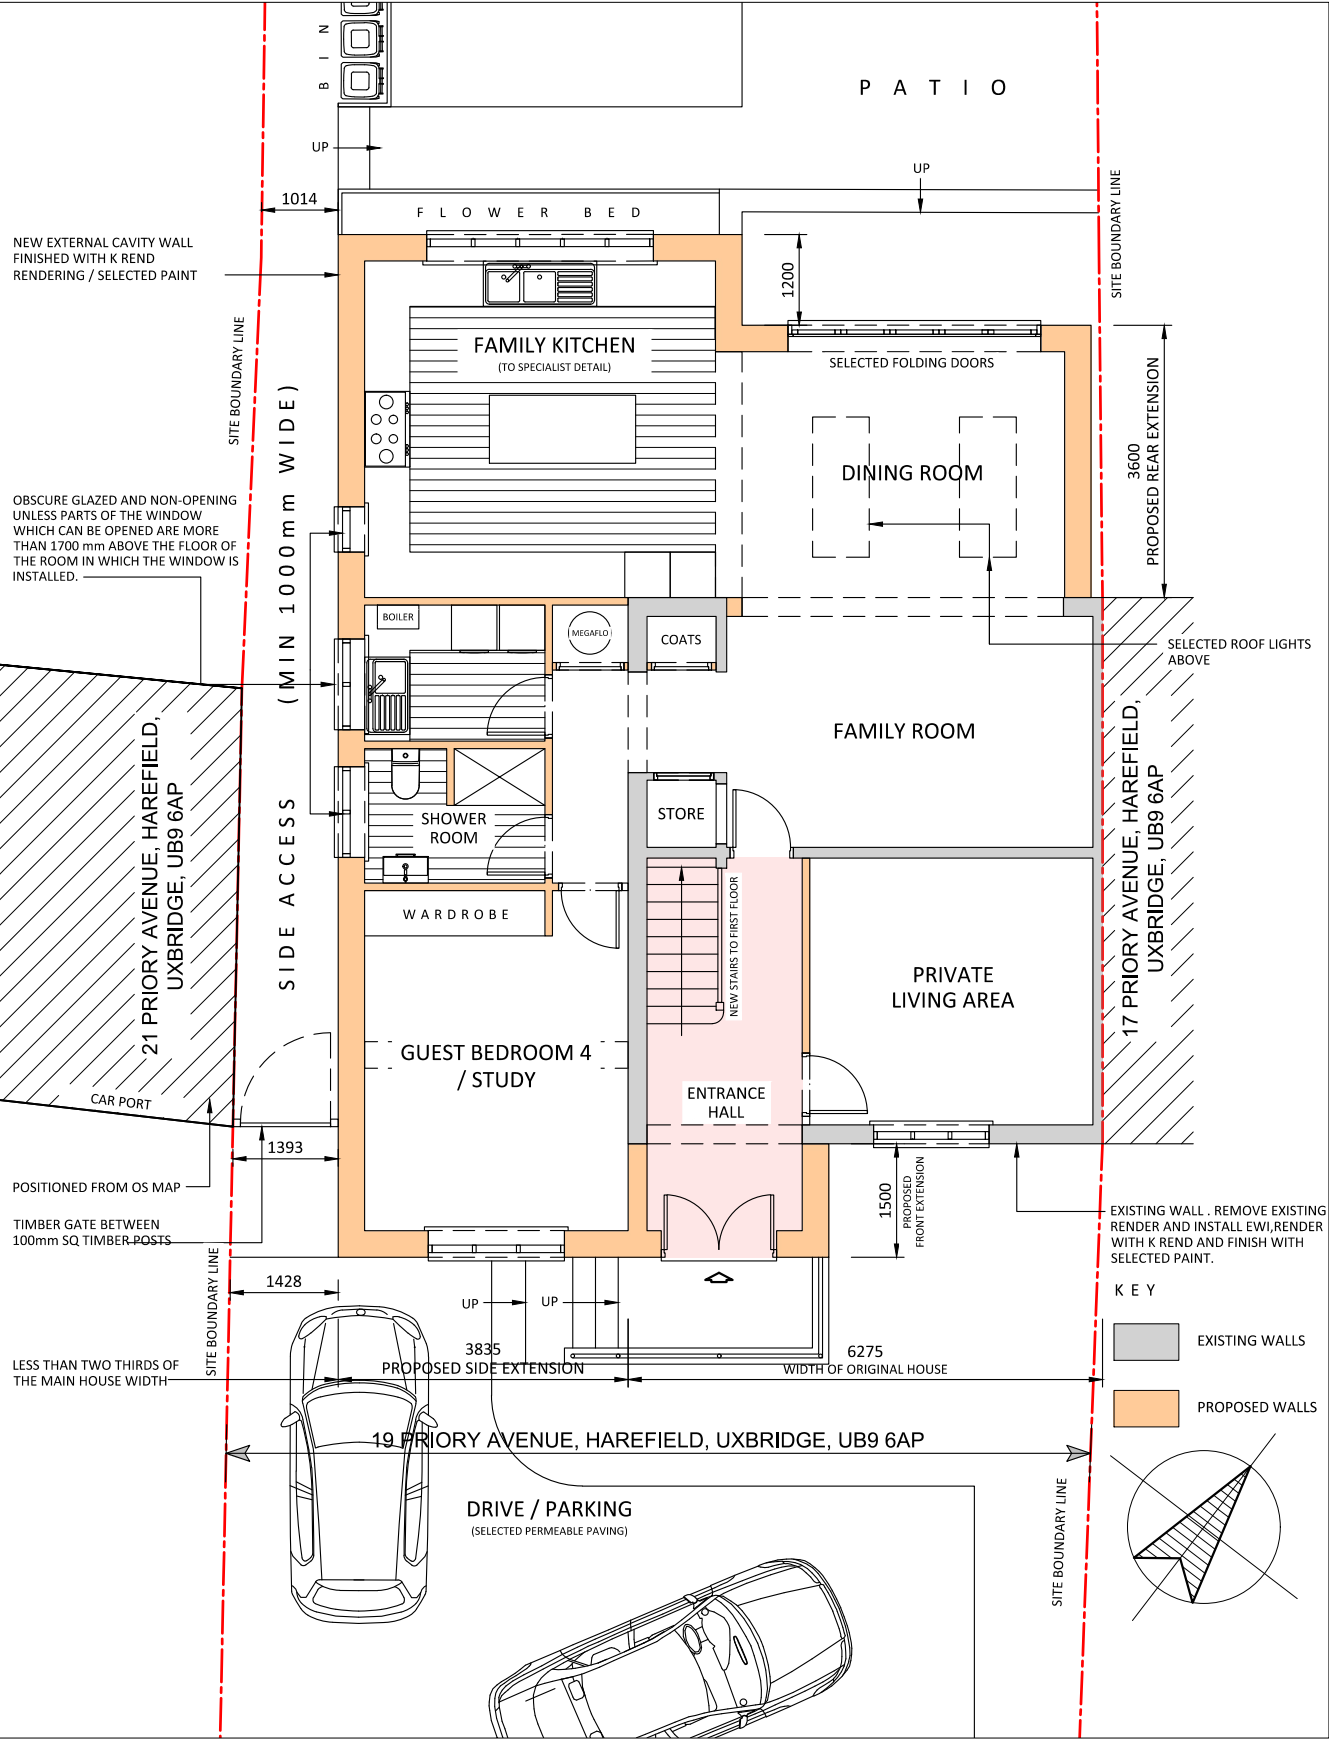 B I N
P A T I O
UP
UP
1014
F L O W E R B E D
SITE BOUNDARY LINE
NEW EXTERNAL CAVITY WALL
FINISHED WITH K REND
RENDERING / SELECTED PAINT
1200
SITE BOUNDARY LINE
FAMILY KITCHEN
(TO SPECIALIST DETAIL)
SELECTED FOLDING DOORS
3600
PROPOSED REAR EXTENSION
DINING ROOM
OBSCURE GLAZED AND NON-OPENING
UNLESS PARTS OF THE WINDOW
WHICH CAN BE OPENED ARE MORE
THAN 1700 mm ABOVE THE FLOOR OF
THE ROOM IN WHICH THE WINDOW IS
INSTALLED.
SIDE ACCESS (MIN 1000mm WIDE)
BOILER
MEGAFLO
COATS
SELECTED ROOF LIGHTS
ABOVE
FAMILY ROOM
21 PRIORY AVENUE, HAREFIELD,
UXBRIDGE, UB9 6AP
17 PRIORY AVENUE, HAREFIELD,
UXBRIDGE, UB9 6AP
STORE
SHOWER
ROOM
WARDROBE
NEW STAIRS TO FIRST FLOOR
PRIVATE
LIVING AREA
GUEST BEDROOM 4
/ STUDY
ENTRANCE
HALL
CAR PORT
1393
POSITIONED FROM OS MAP
TIMBER GATE BETWEEN
100mm SQ TIMBER POSTS
1500
PROPOSED
FRONT EXTENSION
EXISTING WALL . REMOVE EXISTING
RENDER AND INSTALL EWI,RENDER
WITH K REND AND FINISH WITH
SELECTED PAINT.
SITE BOUNDARY LINE
1428
UP
UP
K E Y
EXISTING WALLS
PROPOSED WALLS
LESS THAN TWO THIRDS OF
THE MAIN HOUSE WIDTH
3835
PROPOSED SIDE EXTENSION
6275
WIDTH OF ORIGINAL HOUSE
19 PRIORY AVENUE, HAREFIELD, UXBRIDGE, UB9 6AP
DRIVE / PARKING
(SELECTED PERMEABLE PAVING)
SITE BOUNDARY LINE